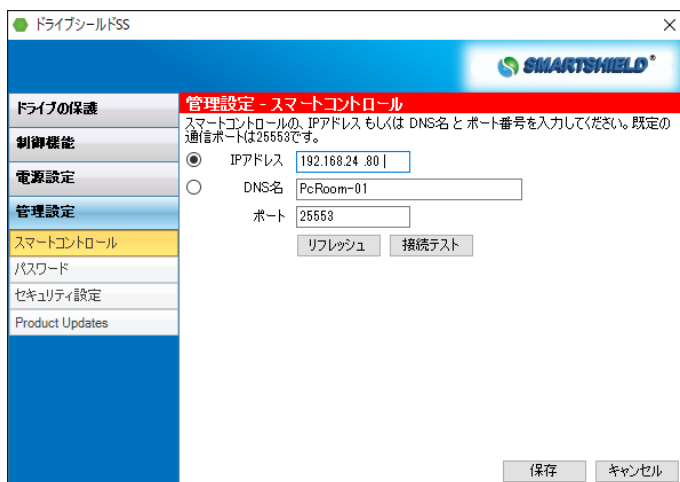 ドライブシールドSS
SMARTSHIELD®
ドライブの保護
制御機能
電源設定
管理設定
スマートコントロール
パスワード
セキュリティ設定
Product Updates
管理設定 - スマートコントロール
スマートコントロールの、IPアドレス もしくは DNS名 と ポート番号を入力してください。既定の
通信ポートは25553です。
IPアドレス 192.168.24 .80
DNS名 PcRoom-01
ポート 25553
リフレッシュ 接続テスト
保存 キャンセル